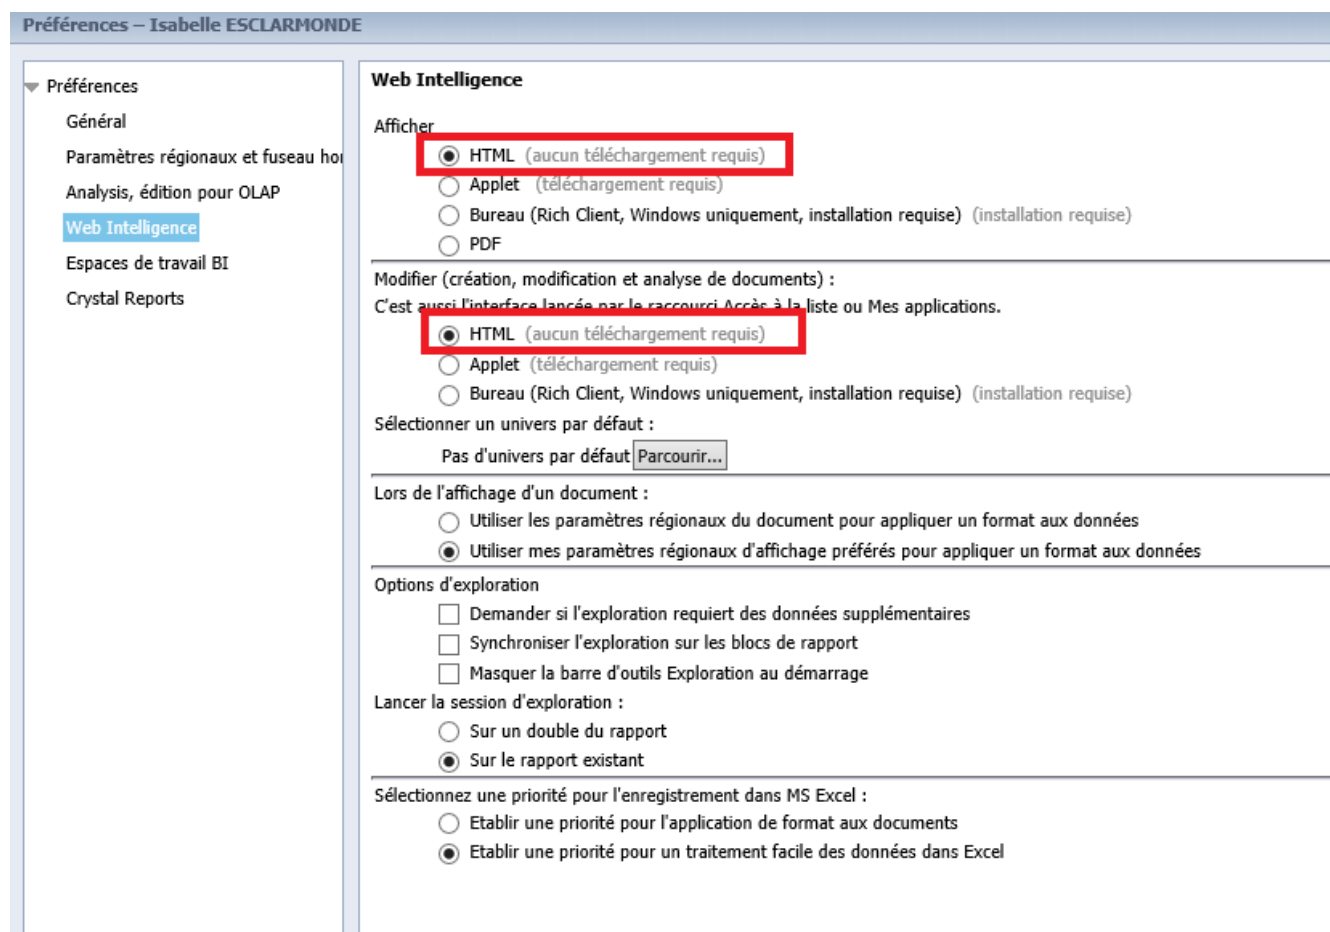 Préférences – Isabelle ESCLARMONDE
Préférences
Général
Paramètres régionaux et fuseau hor
Analysis, édition pour OLAP
Web Intelligence
Espaces de travail BI
Crystal Reports
Web Intelligence
Afficher
HTML (aucun téléchargement requis)
Applet (téléchargement requis)
Bureau (Rich Client, Windows uniquement, installation requise) (installation requise)
PDF
Modifier (création, modification et analyse de documents) :
C'est aussi l'interface lancée par le raccourci Accès à la liste ou Mes applications.
HTML (aucun téléchargement requis)
Applet (téléchargement requis)
Bureau (Rich Client, Windows uniquement, installation requise) (installation requise)
Sélectionner un univers par défaut :
Pas d'univers par défaut Parcourir...
Lors de l'affichage d'un document :
Utiliser les paramètres régionaux du document pour appliquer un format aux données
Utiliser mes paramètres régionaux d'affichage préférés pour appliquer un format aux données
Options d'exploration
Demander si l'exploration requiert des données supplémentaires
Synchroniser l'exploration sur les blocs de rapport
Masquer la barre d'outils Exploration au démarrage
Lancer la session d'exploration :
Sur un double du rapport
Sur le rapport existant
Sélectionnez une priorité pour l'enregistrement dans MS Excel :
Etablir une priorité pour l'application de format aux documents
Etablir une priorité pour un traitement facile des données dans Excel